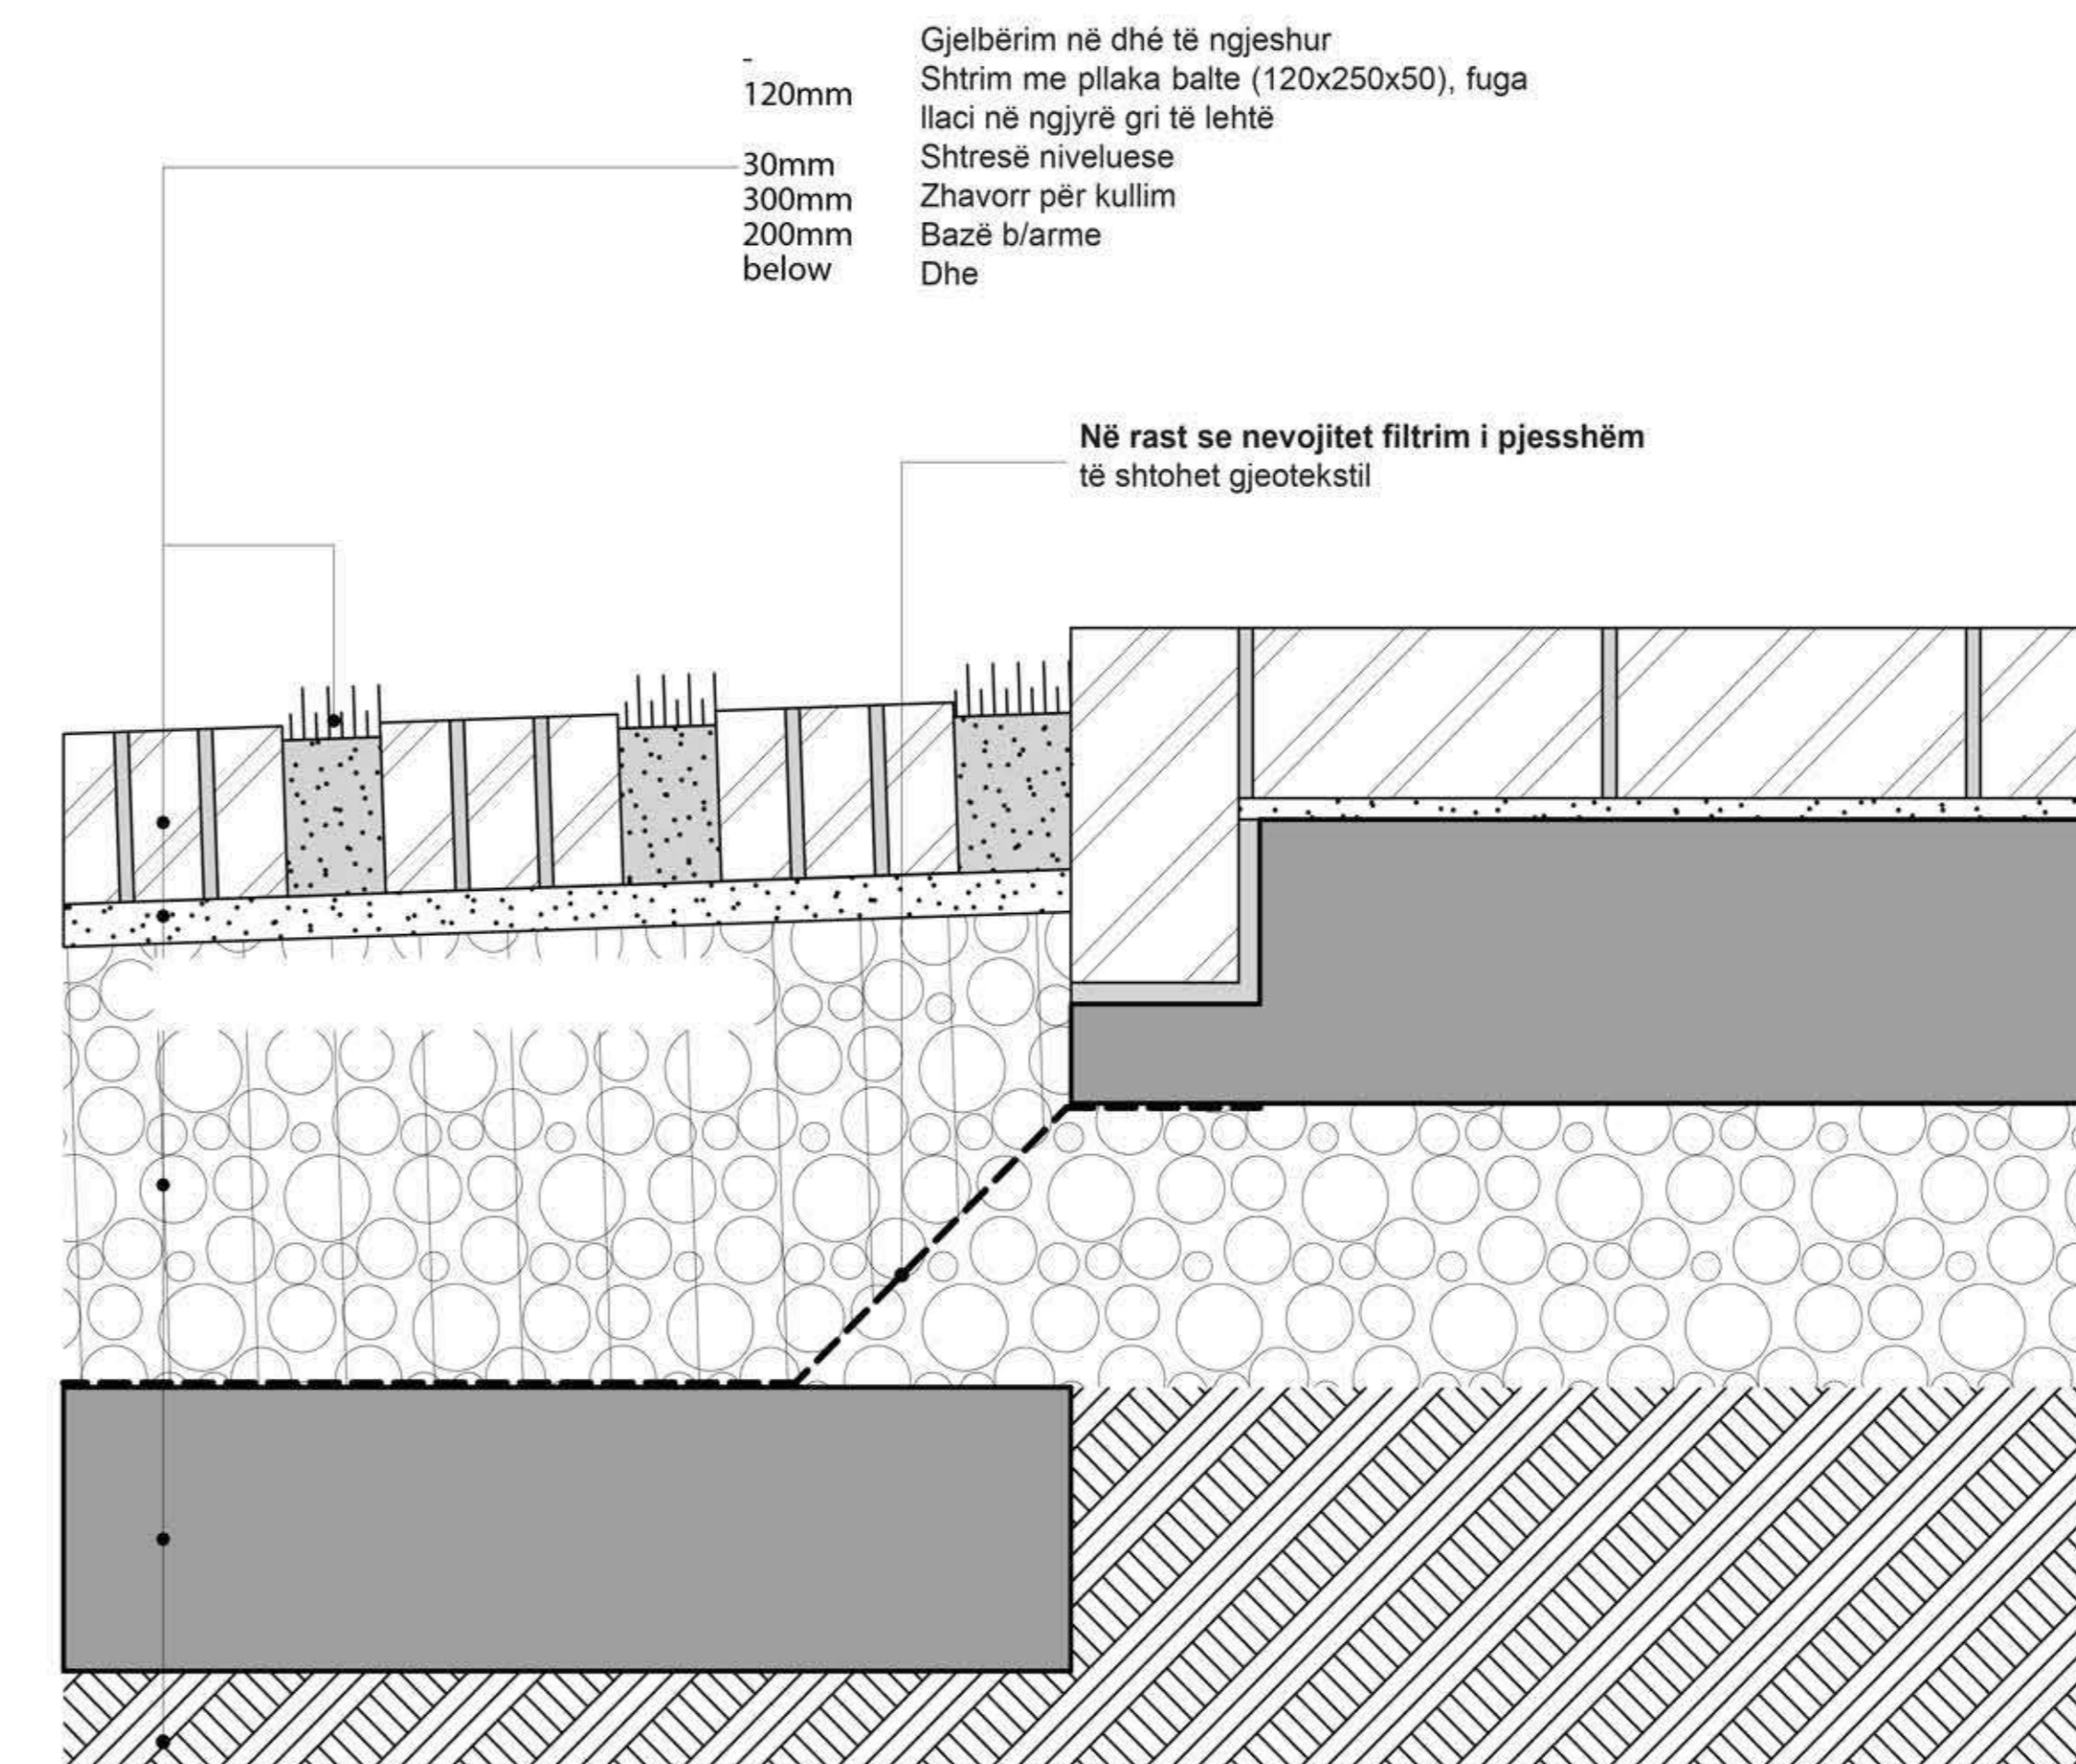 -
Gjelbërim në dhé të ngjeshur
120mm
Shtrim me pllaka balte (120x250x50), fuga
llaci në ngjyrë gri të lehtë
30mm
Shtresë niveluese
300mm
Zhavorr për kullim
200mm
Bazë b/arme
below
Dhe
Në rast se nevojitet filtrim i pjesshëm
të shtohet gjeotekstil